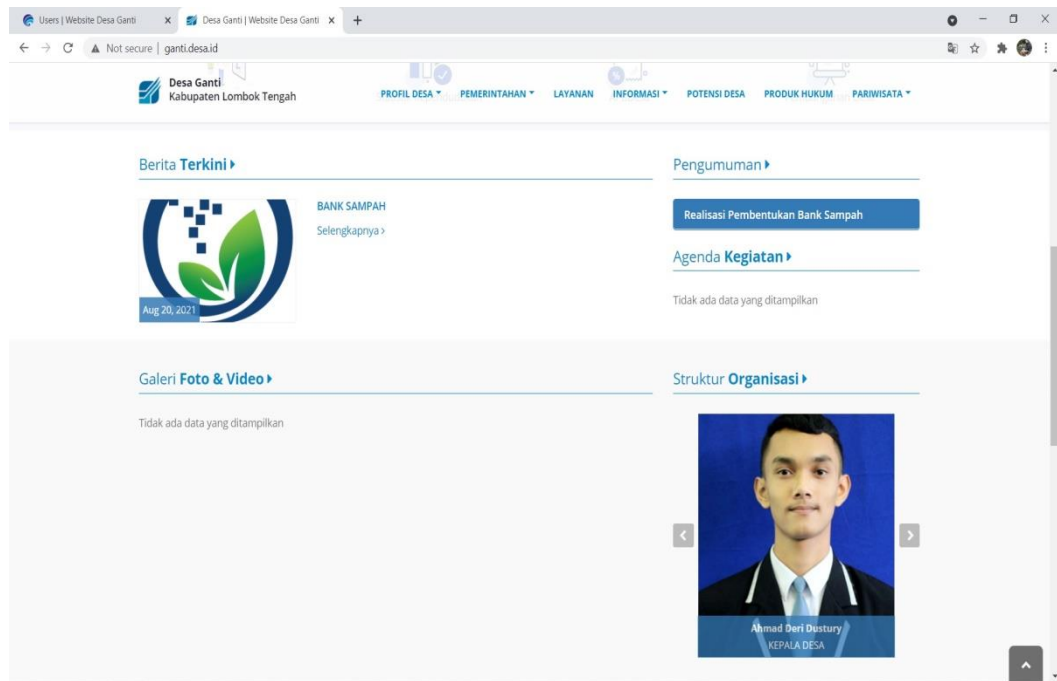 Users | Website Desa Ganti
Desa Ganti | Website Desa Ganti
Not secure | ganti.desa.id
Desa Ganti
Kabupaten Lombok Tengah
PROFIL DESA PEMERINTAHAN LAYANAN INFORMASI POTENSI DESA PRODUK HUKUM PARIWISATA
Berita Terkini
BANK SAMPAH
Selengkapnya >
Aug 20, 2021
Pengumuman
Realisasi Pembentukan Bank Sampah
Agenda Kegiatan
Tidak ada data yang ditampilkan
Galeri Foto & Video
Tidak ada data yang ditampilkan
Struktur Organisasi
Ahmad Deri Dustury
KEPALA DESA